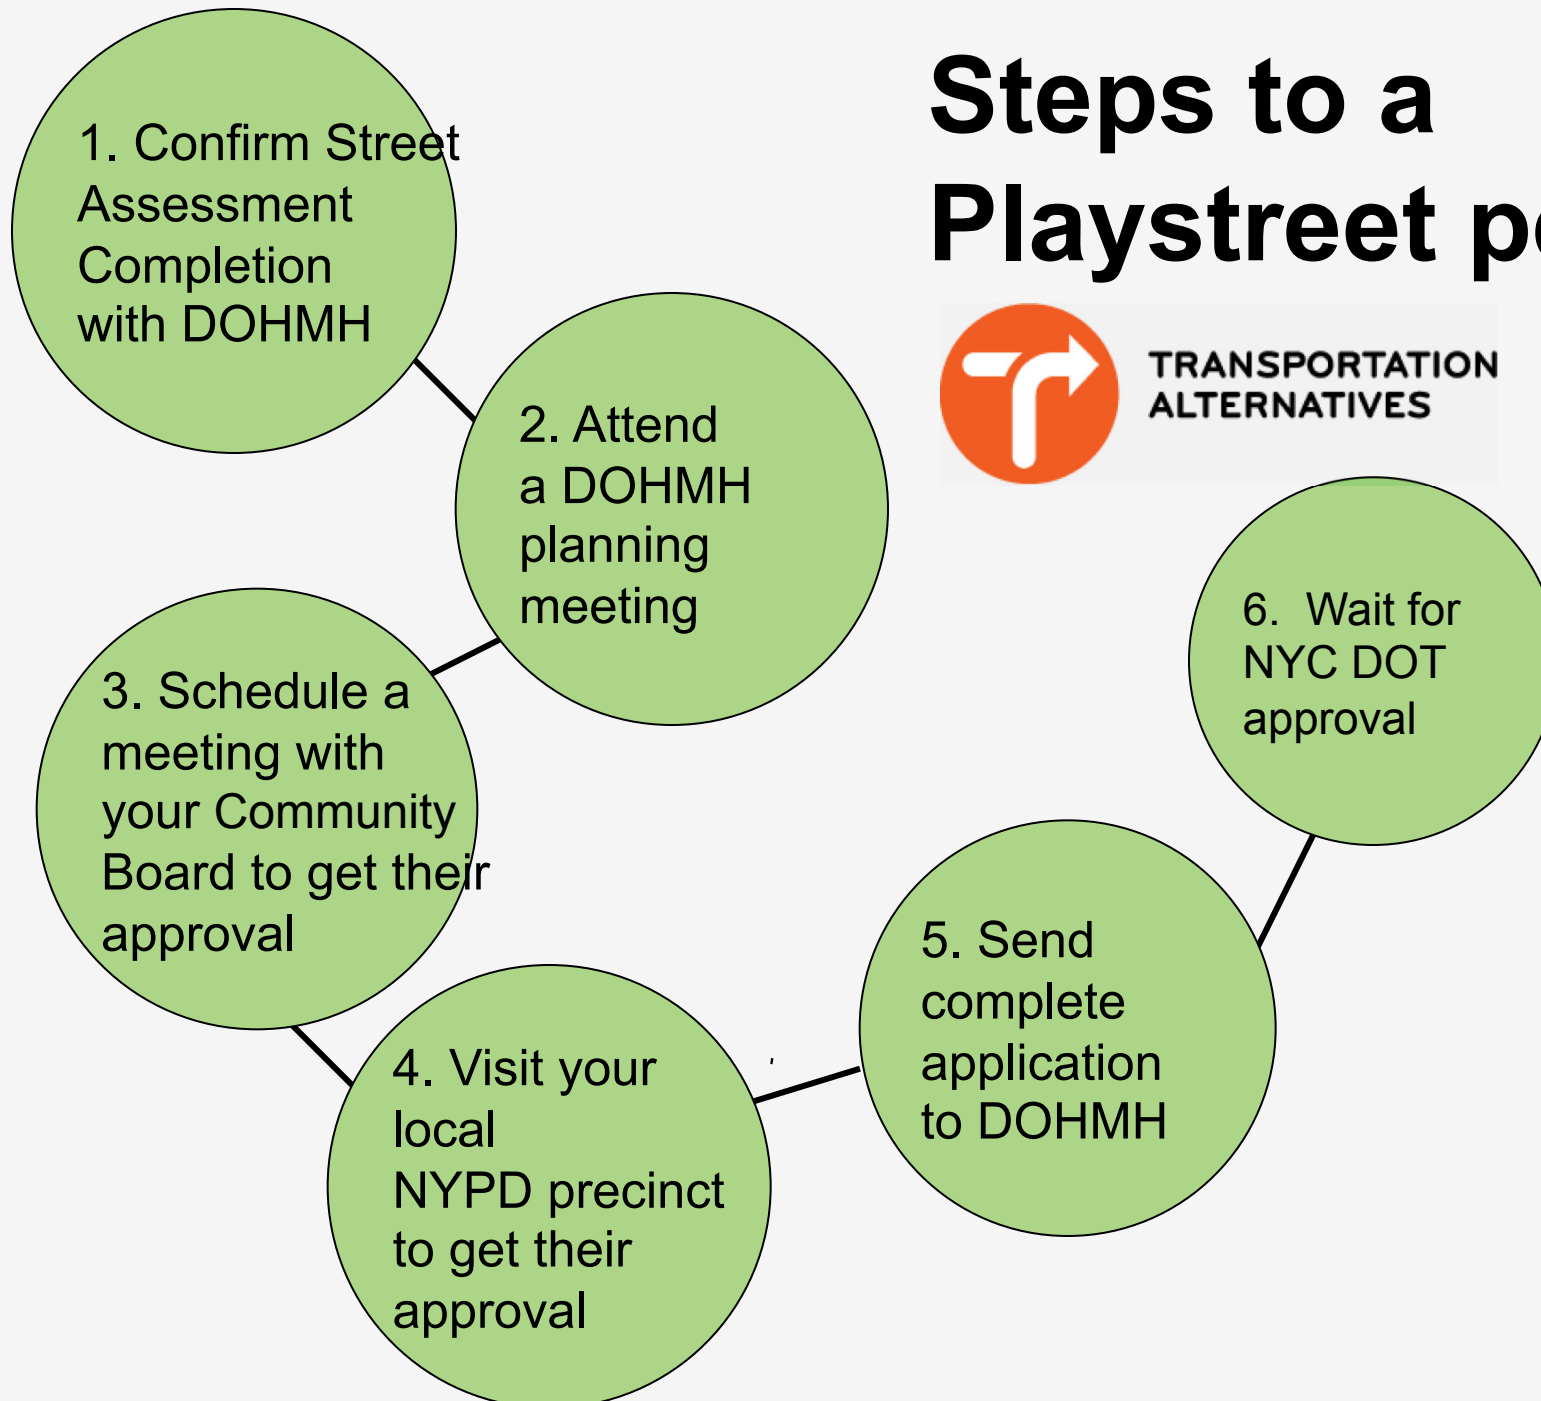 Steps to a
Playstreet
TRANSPORTATION
ALTERNATIVES
1. Confirm Street
Assessment
Completion
with DOHMH
2. Attend
a DOHMH
planning
meeting
3. Schedule a
meeting with
your Community
Board to get their
approval
4. Visit your
local
NYPD precinct
to get their
approval
5. Send
complete
application
to DOHMH
6. Wait for
NYC DOT
approval